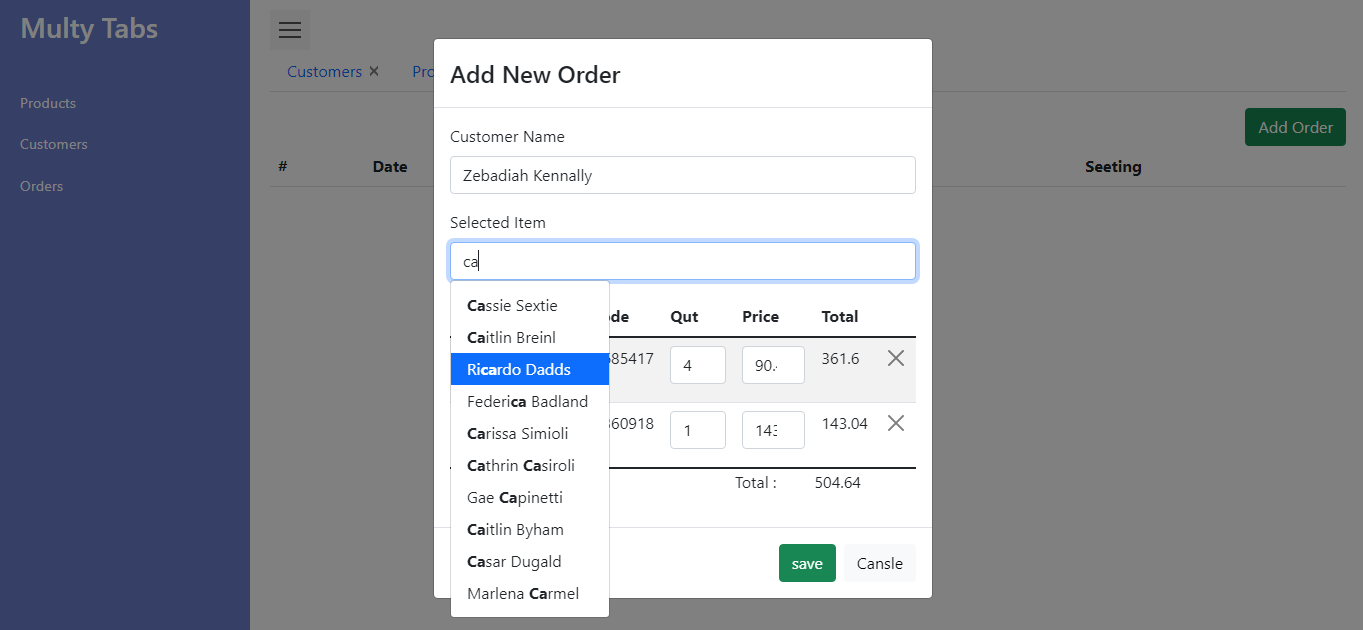 Multy Tabs
Products
Customers
Orders
Customers ×
Add Order
# Date Seeting
Add New Order
Customer Name
Zebadiah Kennally
Selected Item
ca
Cassie Sextie
Caitlin Breinl
Ricardo Dadds
Federica Badland
Carissa Simioli
Cathrin Casiroli
Gae Capinetti
Caitlin Byham
Casar Dugald
Marlena Carmel
Qut Price Total
4 90. 361.6
60918 1 143 143.04
Total : 504.64
save Cansle